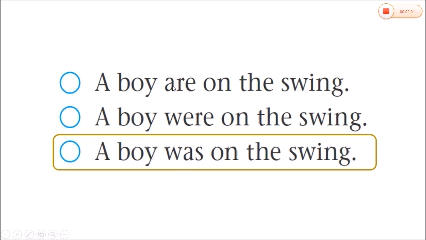 A boy are on the swing.
A boy were on the swing.
A boy was on the swing.